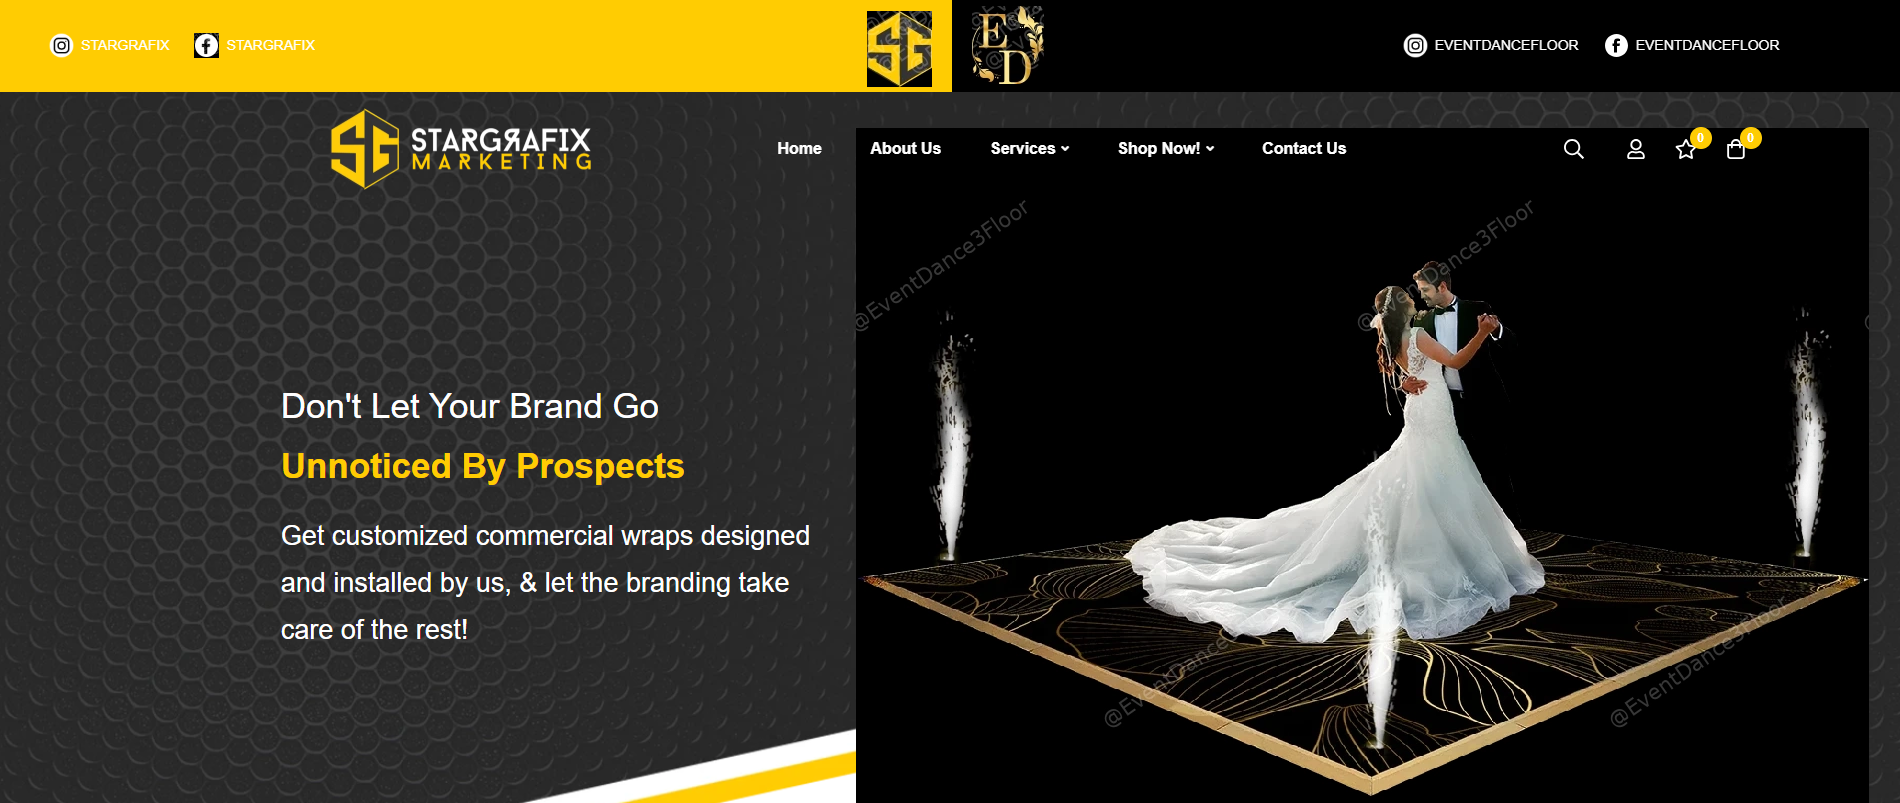 STARGRAFIX
STARGRAFIX
SG
E
D
EVENTDANCEFLOOR
EVENTDANCEFLOOR
SG STARGRAFIX
MARKETING
Home
About Us
Services
Shop Now!
Contact Us
0
0
@EventDance3Floor
@EventDance3Floor
Don't Let Your Brand Go
Unnoticed By Prospects
Get customized commercial wraps designed
and installed by us, & let the branding take
care of the rest!
@EventDance3Floor
@EventDance3Floor